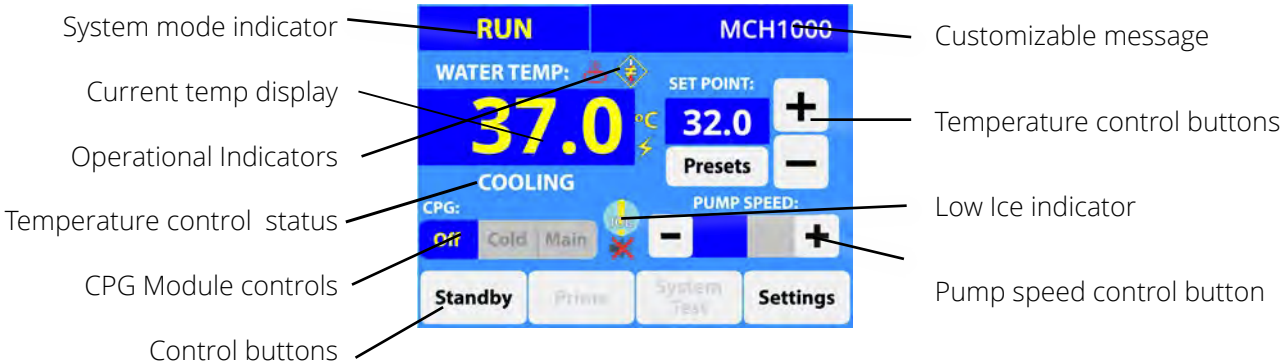 System mode indicator
Current temp display
Operational Indicators
Temperature control status
CPG Module controls
Control buttons
RUN
MCH1000
WATER TEMP:
37.0
°C
COOLING
SET POINT:
32.0
+
Presets
−
CPG:
Off Cold Main
ICE
PUMP SPEED:
− +
Standby Prime System Test Settings
Customizable message
Temperature control buttons
Low Ice indicator
Pump speed control button